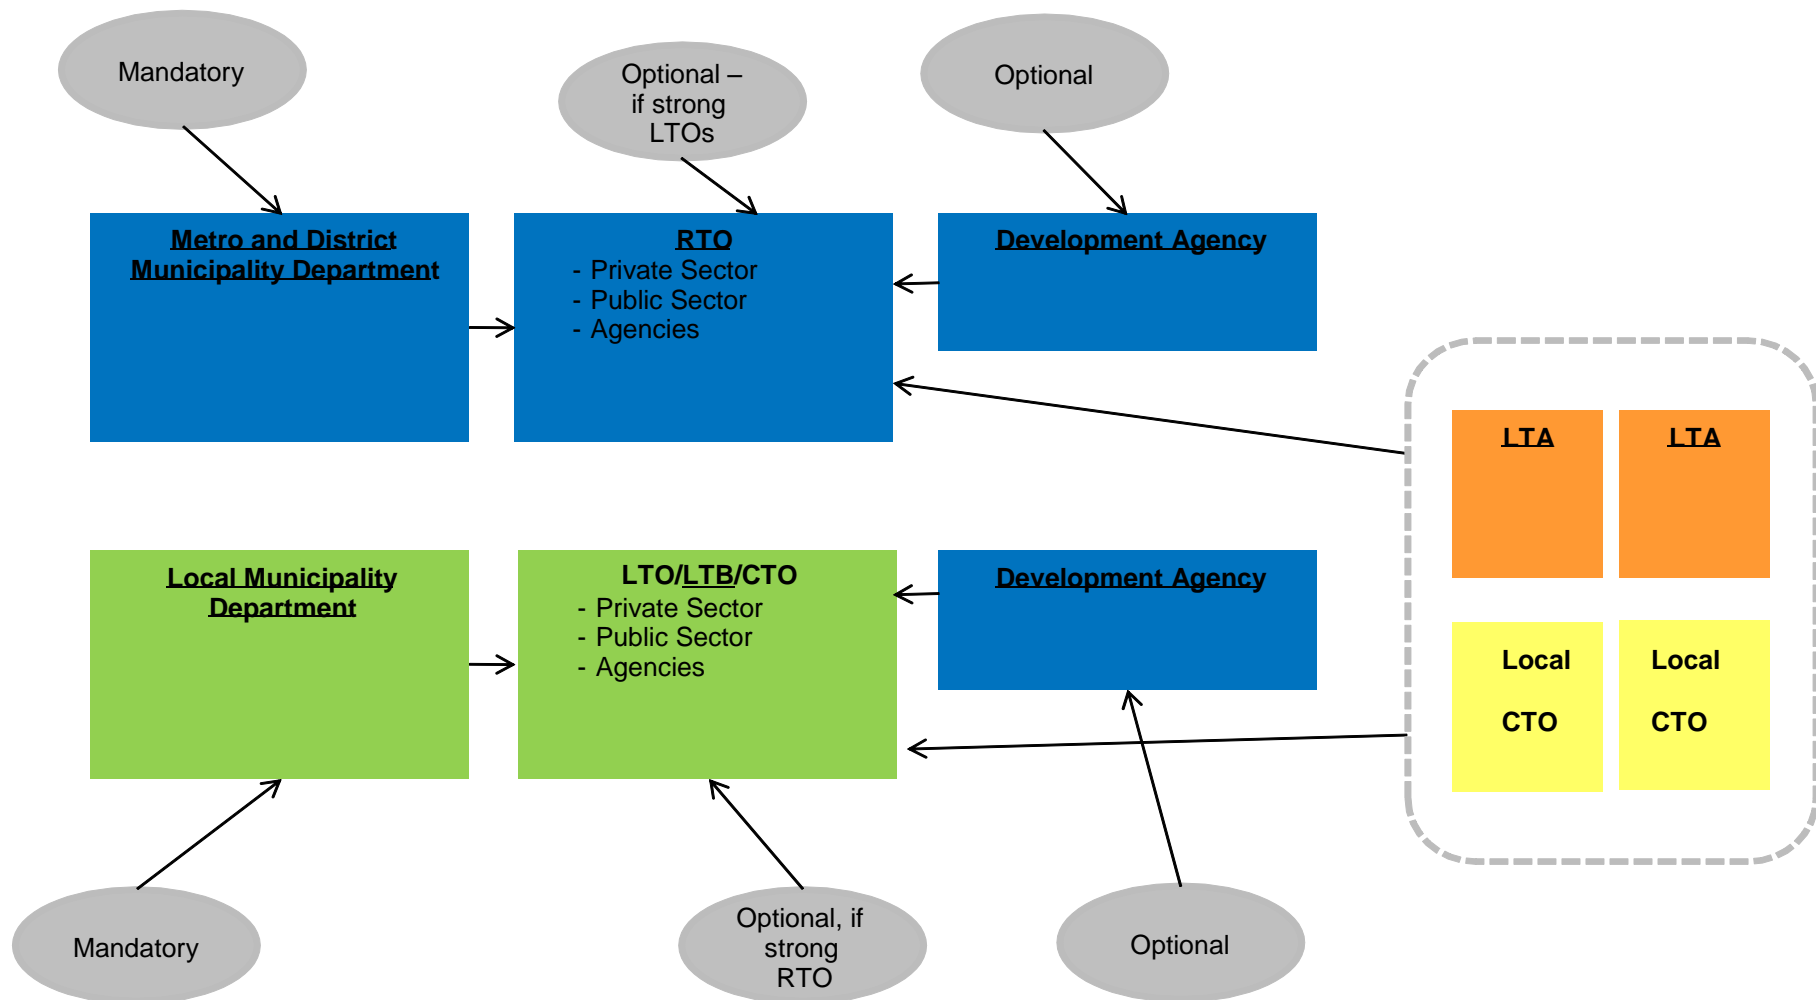 Mandatory
Optional –
if strong
LTOs
Optional
Metro and District
Municipality Department
RTO
- Private Sector
- Public Sector
- Agencies
Development Agency
LTA
LTA
Local Municipality
Department
LTO/LTB/CTO
- Private Sector
- Public Sector
- Agencies
Development Agency
Local
CTO
Local
CTO
Mandatory
Optional, if
strong
RTO
Optional